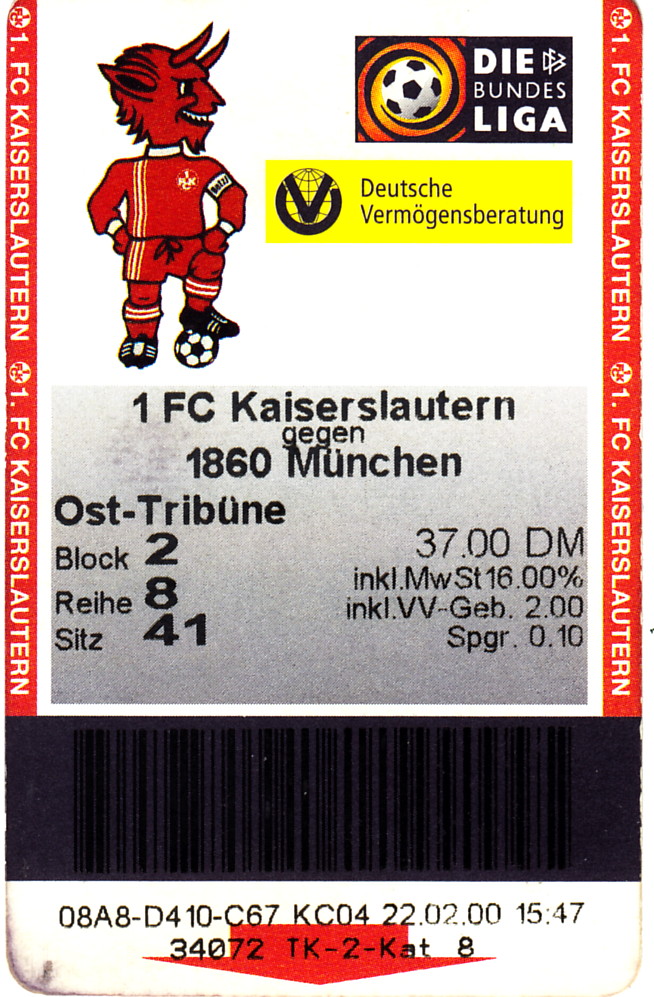 1. FC KAISERSLAUTERN
1. FC KAISERSLAUTERN
1. FC KAISERSLAUTERN
1. FC KAISERSLAUTERN
DIE
BUNDES
LIGA
Deutsche
Vermögensberatung
1 FC Kaiserslautern
gegen
1860 München
Ost-Tribüne
Block 2
37.00 DM
inkl.MwSt16.00%
Reihe 8
inkl.VV-Geb. 2.00
Sitz 41
Spgr. 0.10
08A8-D410-C67 KC04 22.02.00 15:47
34072 TK-2-Kat 8